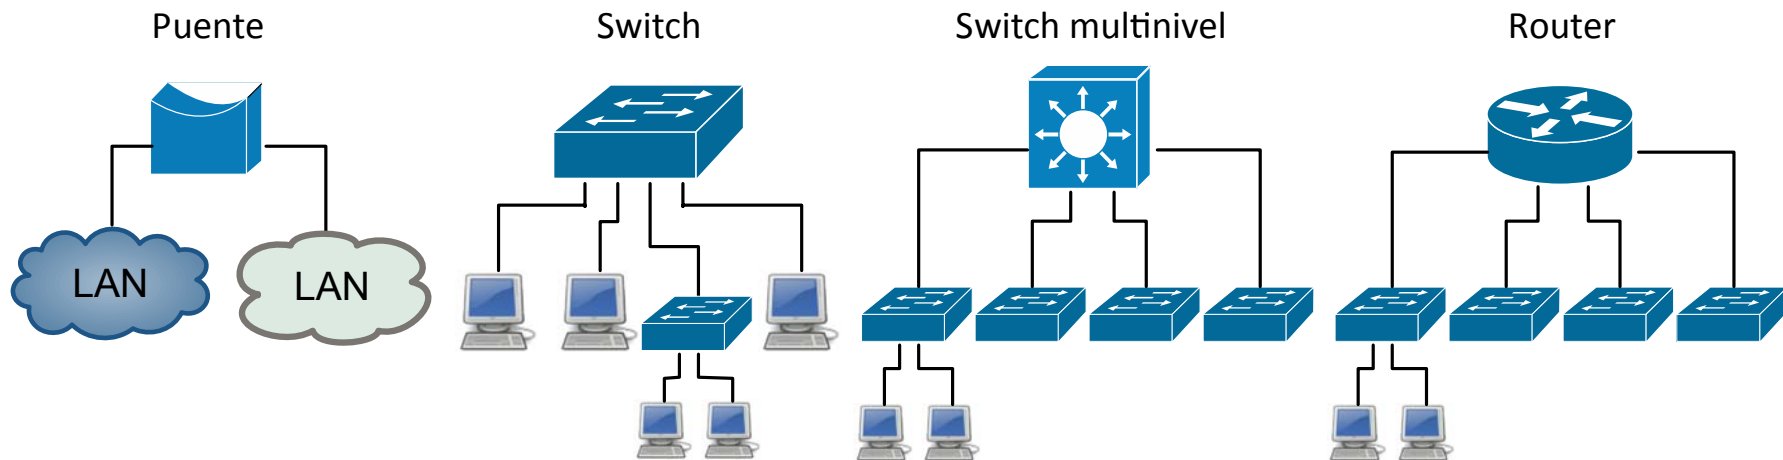 Puente
Switch
Switch multinivel
Router
LAN
LAN